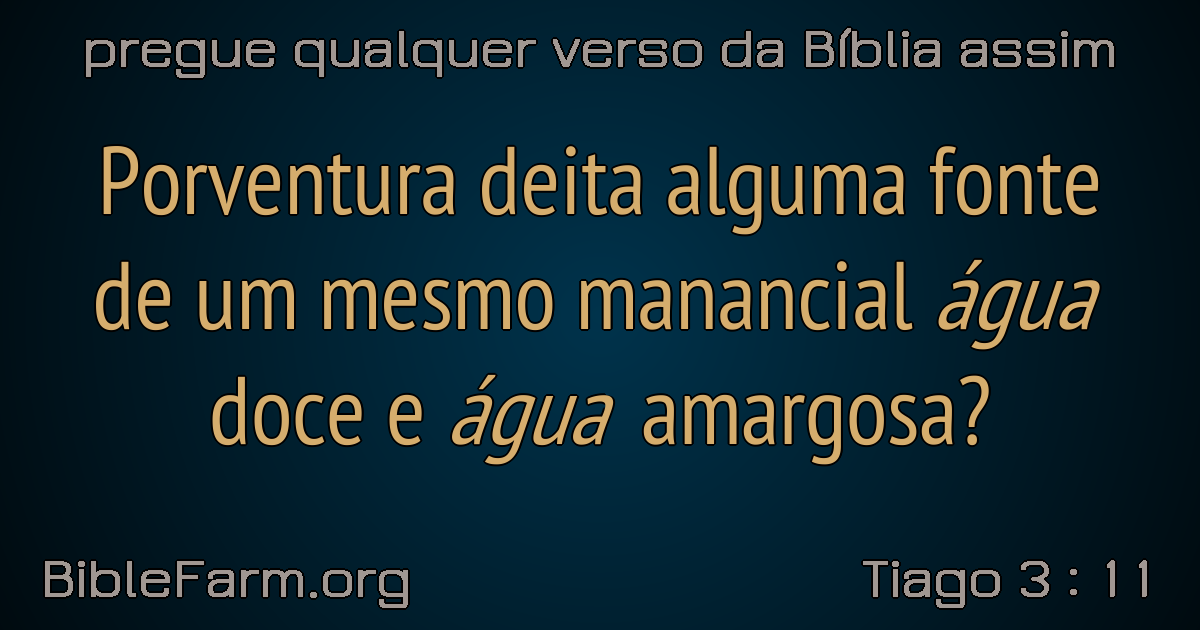 pregue qualquer verso da Bíblia assim
Porventura deita alguma fonte
de um mesmo manancial água
doce e água amargosa?
BibleFarm.org
Tiago 3 : 11